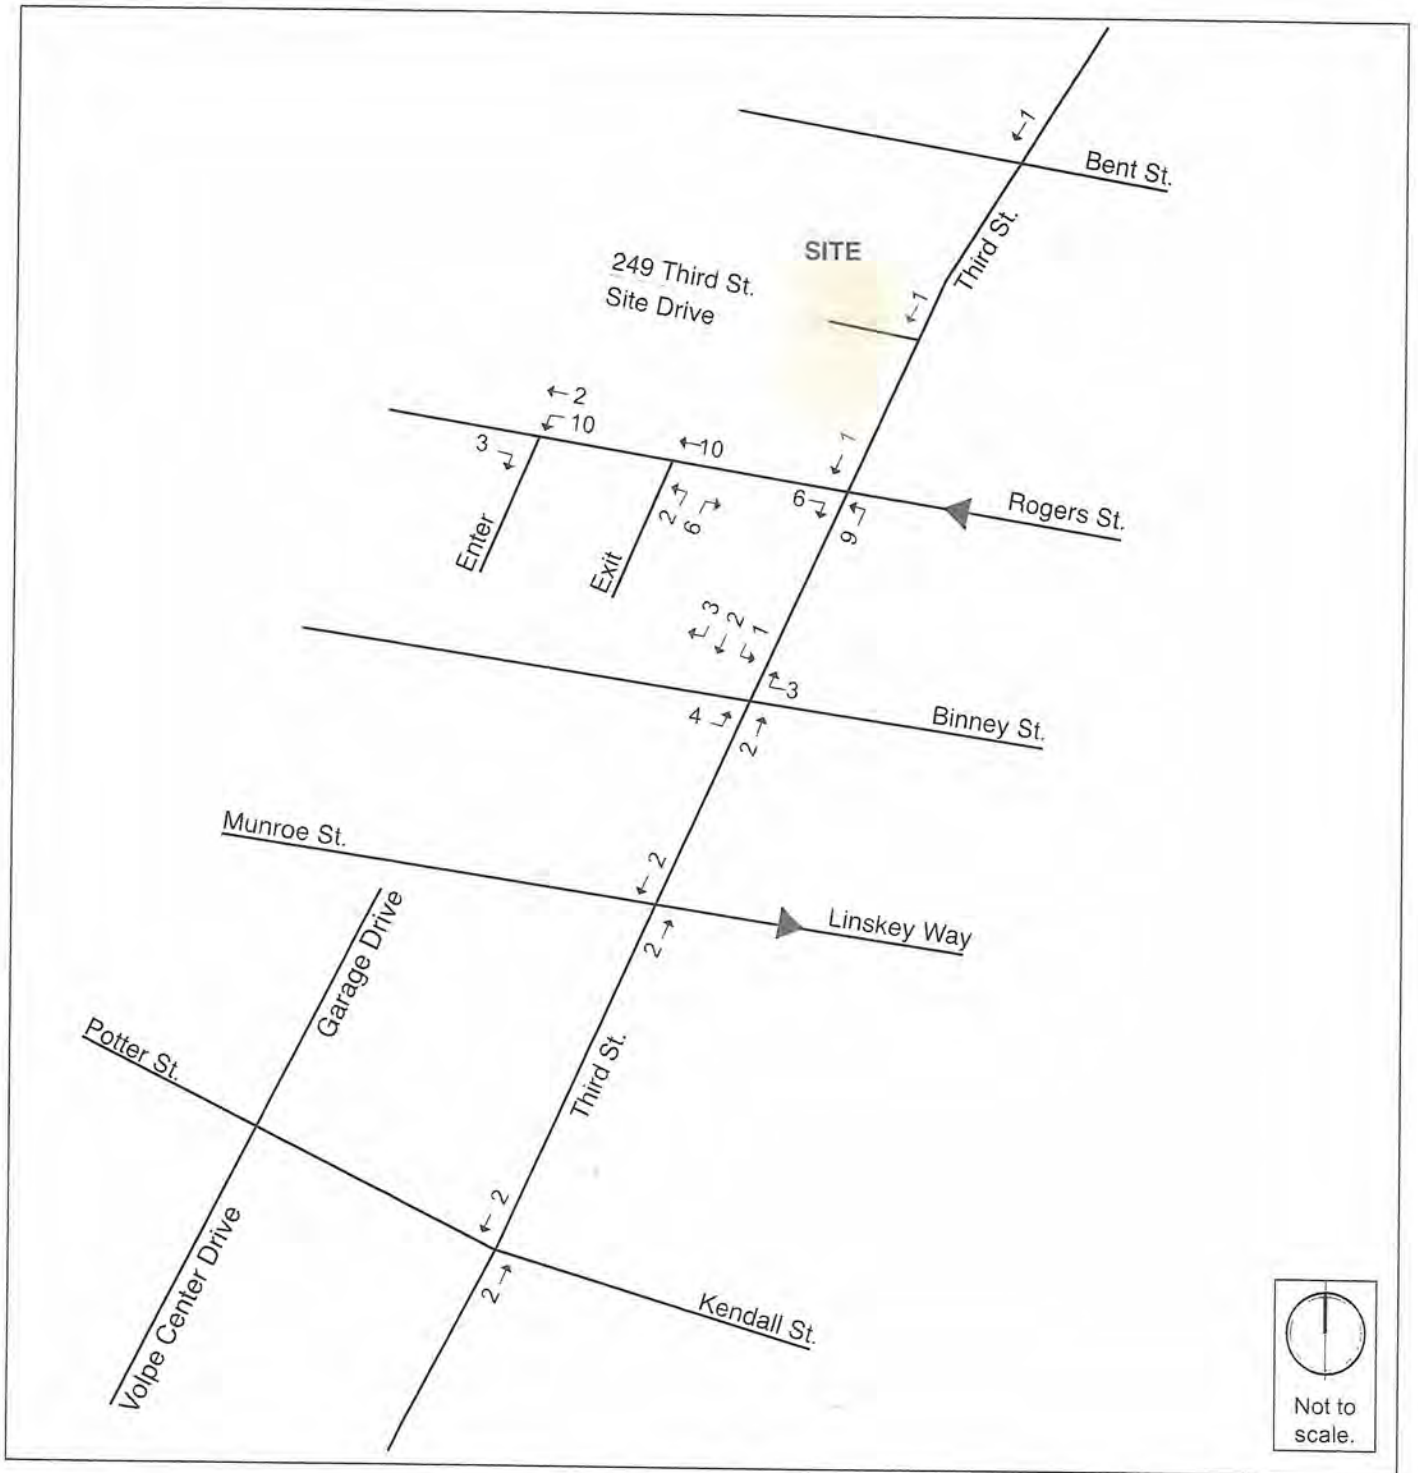 1
Bent St.
Third St.
SITE
249 Third St.
Site Drive
1
2
10
3
10
1
6
9
Rogers St.
2
6
Enter
Exit
3
2
1
3
4
2
Binney St.
Munroe St.
2
2
Linskey Way
Garage Drive
Potter St.
Third St.
2
2
Volpe Center Drive
Kendall St.
Not to
scale.